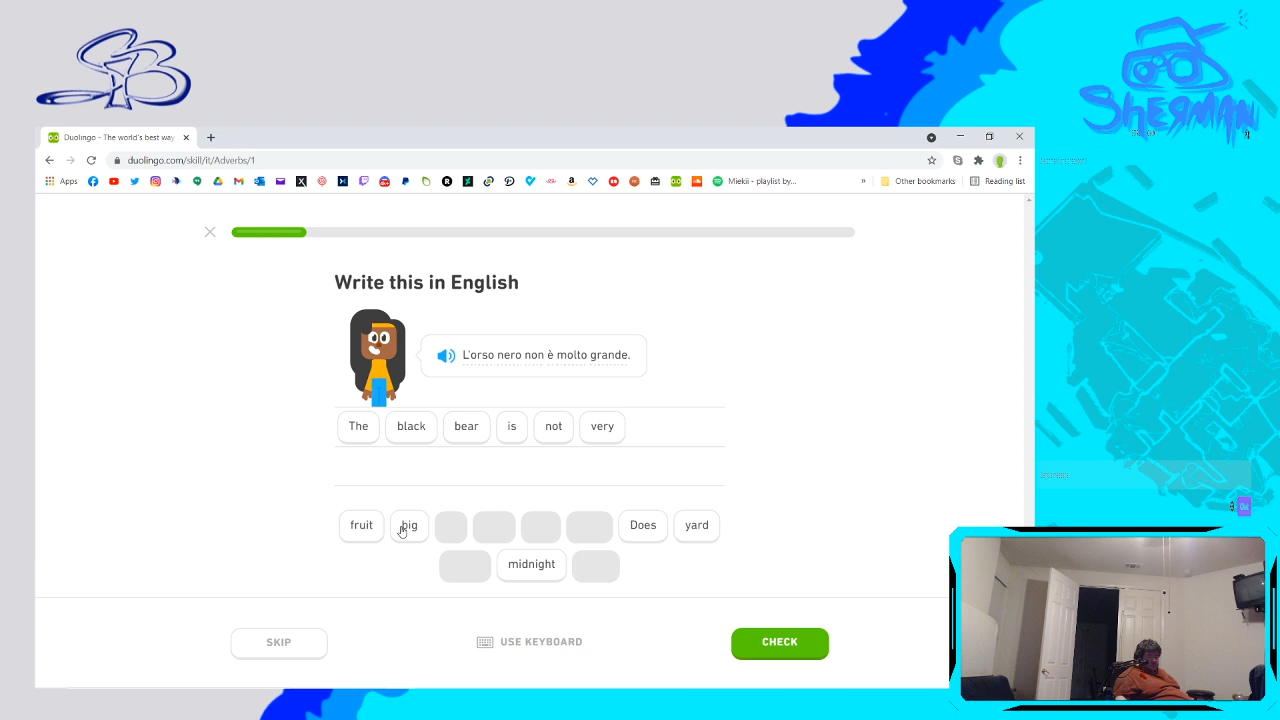 SB
SHERMAN
Duolingo - The world's best way
duolingo.com/skill/it/Adverbs/1
Apps
Miekii - playlist by...
»
Other bookmarks
Reading list
Write this in English
L'orso nero non è molto grande.
The black bear is not very
fruit big Does yard
midnight
SKIP
USE KEYBOARD
CHECK